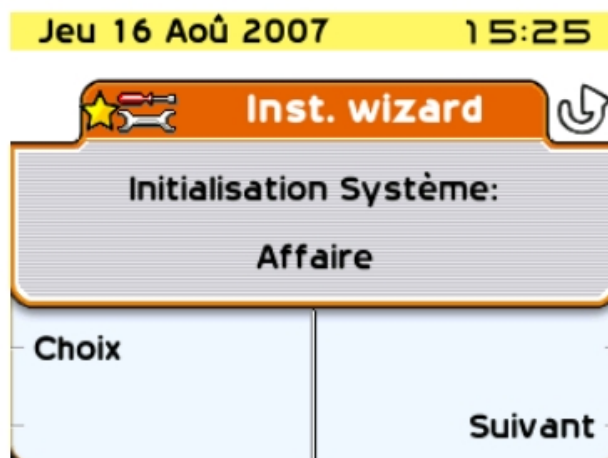 Jeu 16 Aoû 2007 15:25
Inst. wizard
Initialisation Système:
Affaire
Choix
Suivant